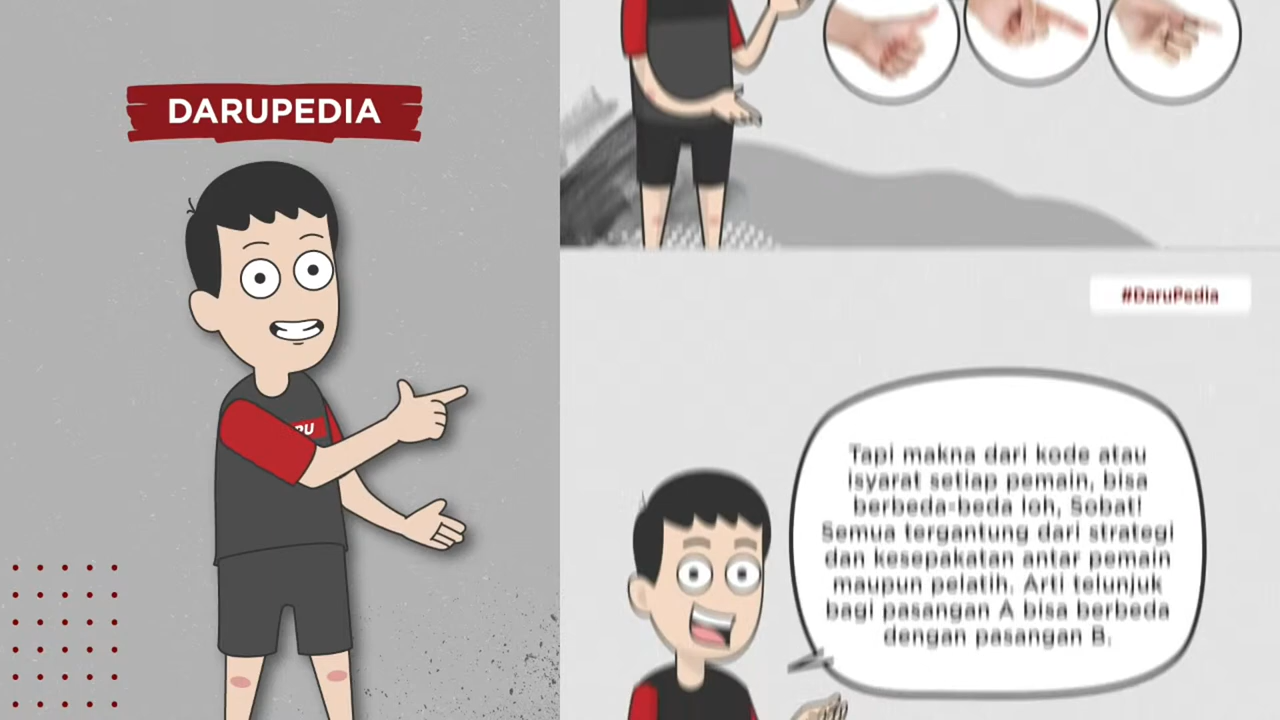 DARUPEDIA
RU
#DaruPedia
Tapi makna dari kode atau
isyarat setiap pemain, bisa
berbeda-beda loh, Sobat!
Semua tergantung dari strategi
dan kesepakatan antar pemain
maupun pelatih. Arti telunjuk
bagi pasangan A bisa berbeda
dengan pasangan B.